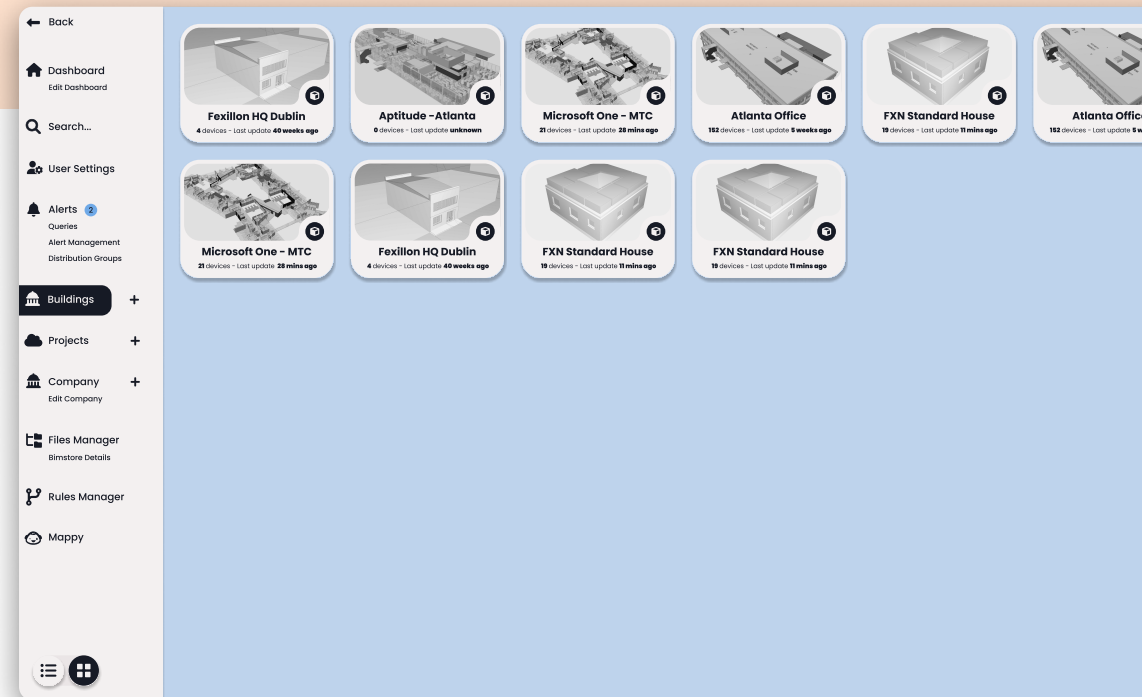 Back
Dashboard
Edit Dashboard
Search...
User Settings
Alerts 2
Queries
Alert Management
Distribution Groups
Buildings
Projects
Company
Edit Company
Files Manager
Bimstore Details
Rules Manager
Mappy
Fexillon HQ Dublin
4 devices - Last update 40 weeks ago
Aptitude -Atlanta
0 devices - Last update unknown
Microsoft One - MTC
21 devices - Last update 28 mins ago
Atlanta Office
152 devices - Last update 5 weeks ago
FXN Standard House
19 devices - Last update 11 mins ago
Atlanta Offic
152 devices - Last update 5 w
Microsoft One - MTC
21 devices - Last update 28 mins ago
Fexillon HQ Dublin
4 devices - Last update 40 weeks ago
FXN Standard House
19 devices - Last update 11 mins ago
FXN Standard House
19 devices - Last update 11 mins ago